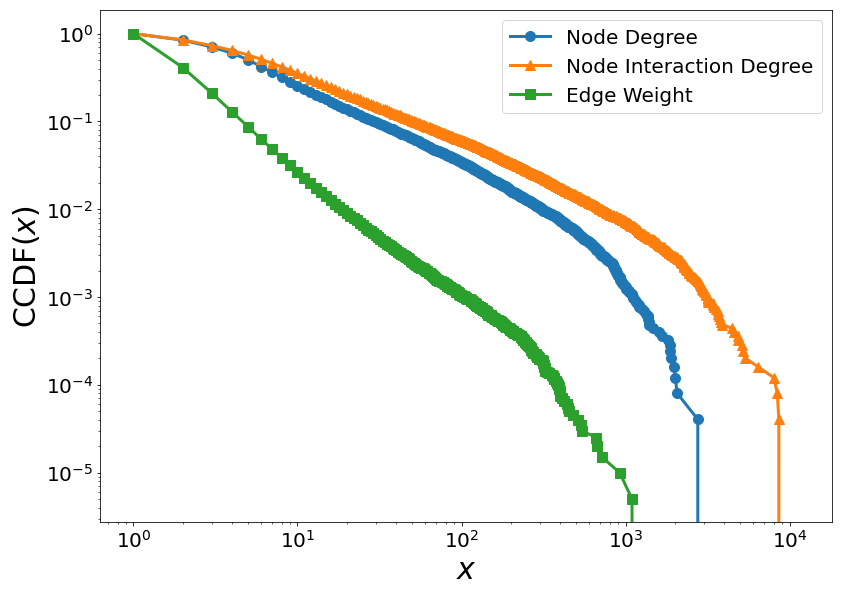 Node Degree
Node Interaction Degree
Edge Weight
CCDF(x)
10⁰
10⁻¹
10⁻²
10⁻³
10⁻⁴
10⁻⁵
10⁰ 10¹ 10² 10³ 10⁴
x